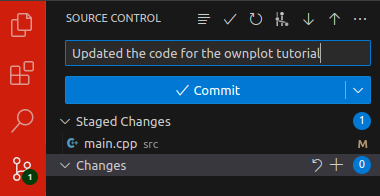 SOURCE CONTROL
Updated the code for the ownplot tutorial
Commit
Staged Changes 1
main.cpp src M
Changes 0
1